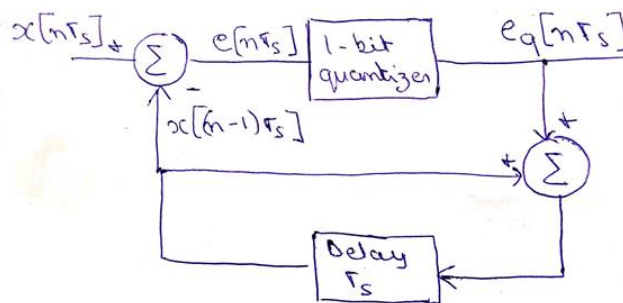 x[nTs] + Σ e[nTs] 1-bit quantizer eq[nTs]
-
x[(n-1)Ts]
+
+ Σ
Delay
Ts